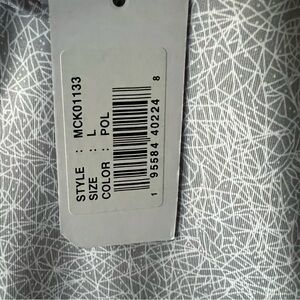 STYLE : MCK01133
SIZE : L
COLOR : POL
1 95584 40224 8